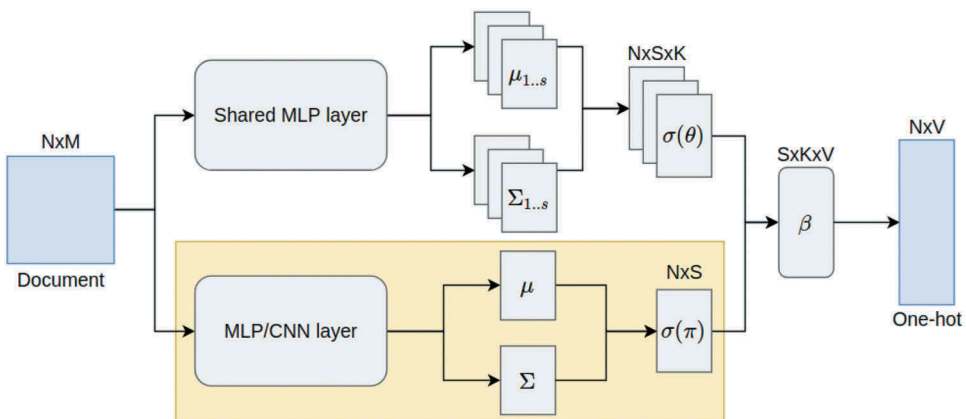 NxM
Document
Shared MLP layer
μ1..s
Σ1..s
NxSxK
σ(θ)
MLP/CNN layer
μ
Σ
NxS
σ(π)
SxKxV
β
NxV
One-hot